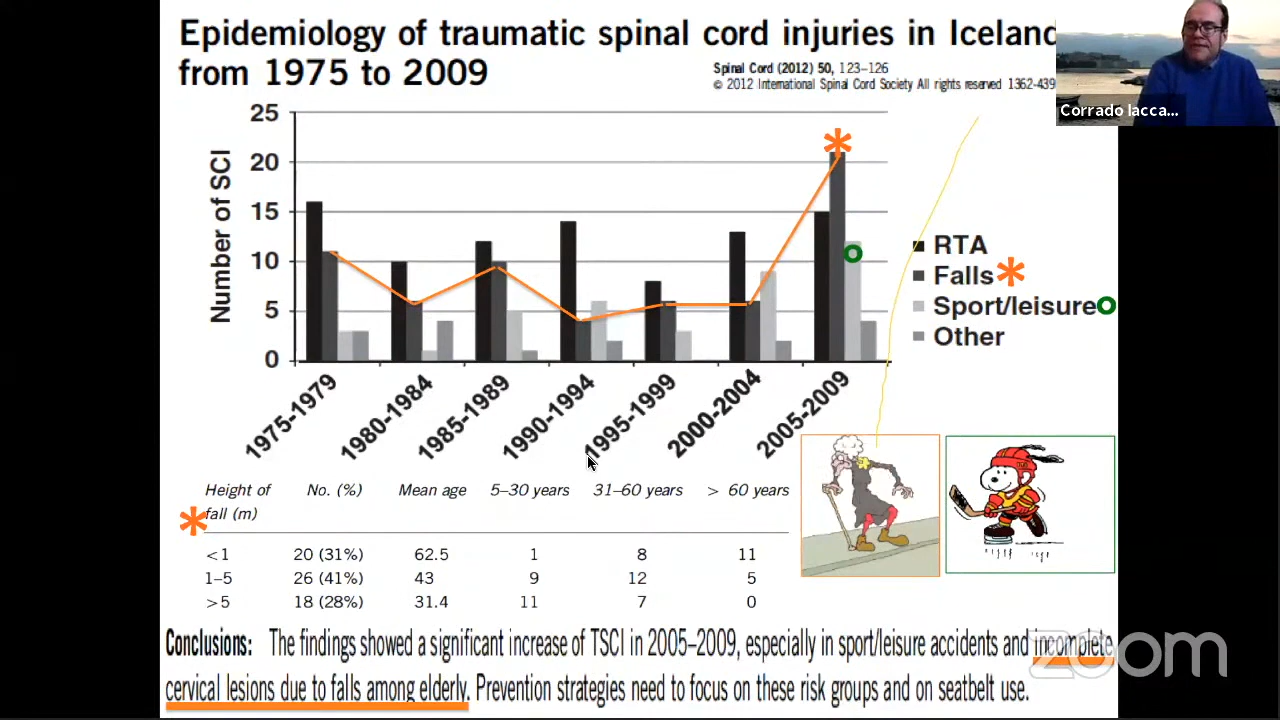 Epidemiology of traumatic spinal cord injuries in Iceland
from 1975 to 2009
Spinal Cord (2012) 50, 123–126
© 2012 International Spinal Cord Society All rights reserved 1362-439
Corrado Iacca...
Number of SCI
25
20
15
10
5
0
1975-1979
1980-1984
1985-1989
1990-1994
1995-1999
2000-2004
2005-2009
RTA
Falls
Sport/leisure
Other
Height of fall (m) No. (%) Mean age 5–30 years 31–60 years > 60 years
<1 20 (31%) 62.5 1 8 11
1–5 26 (41%) 43 9 12 5
>5 18 (28%) 31.4 11 7 0
Conclusions: The findings showed a significant increase of TSCI in 2005–2009, especially in sport/leisure accidents and incomplete
cervical lesions due to falls among elderly. Prevention strategies need to focus on these risk groups and on seatbelt use.
zoom